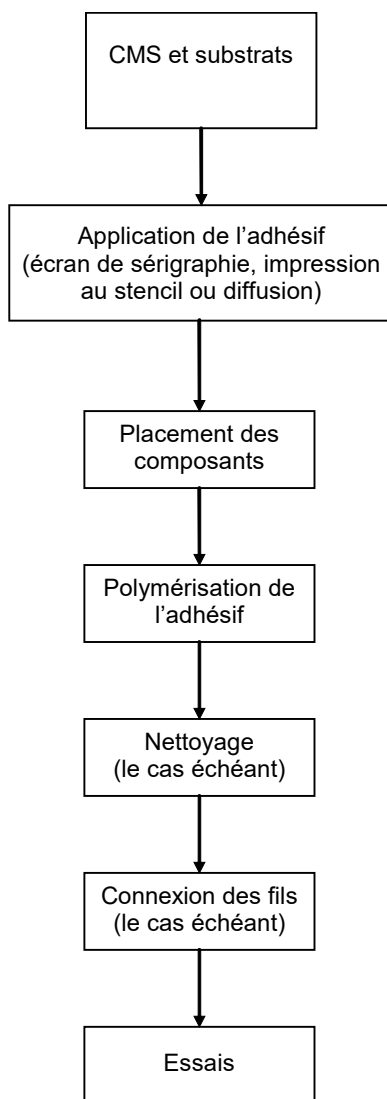 CMS et substrats
Application de l’adhésif
(écran de sérigraphie, impression
au stencil ou diffusion)
Placement des
composants
Polymérisation de
l’adhésif
Nettoyage
(le cas échéant)
Connexion des fils
(le cas échéant)
Essais